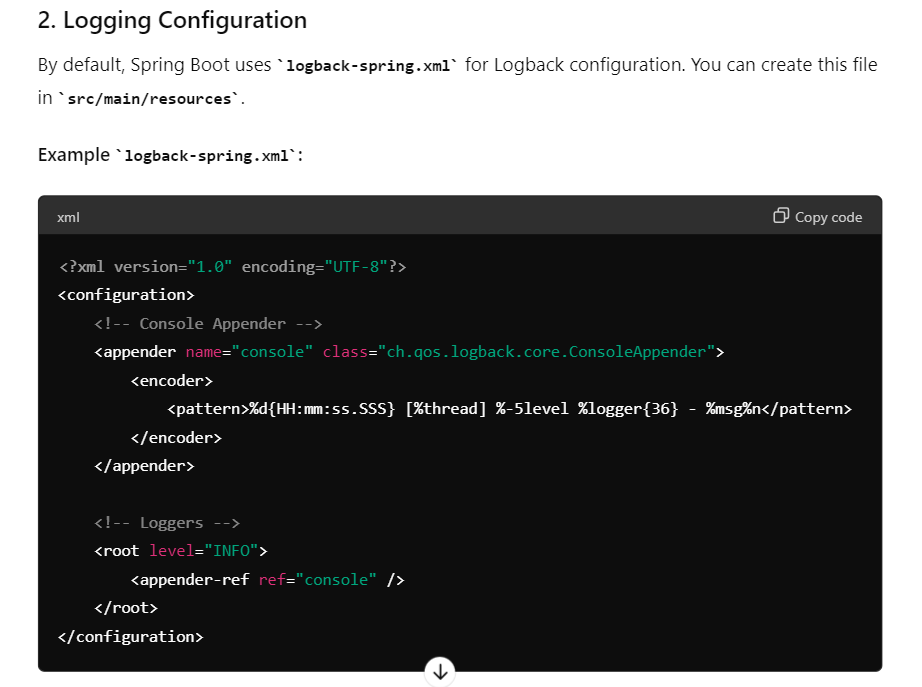 2. Logging Configuration
By default, Spring Boot uses `logback-spring.xml` for Logback configuration. You can create this file
in `src/main/resources`.
Example `logback-spring.xml`:
xml
Copy code
<?xml version="1.0" encoding="UTF-8"?>
<configuration>
    <!-- Console Appender -->
    <appender name="console" class="ch.qos.logback.core.ConsoleAppender">
        <encoder>
            <pattern>%d{HH:mm:ss.SSS} [%thread] %-5level %logger{36} - %msg%n</pattern>
        </encoder>
    </appender>
    <!-- Loggers -->
    <root level="INFO">
        <appender-ref ref="console" />
    </root>
</configuration>